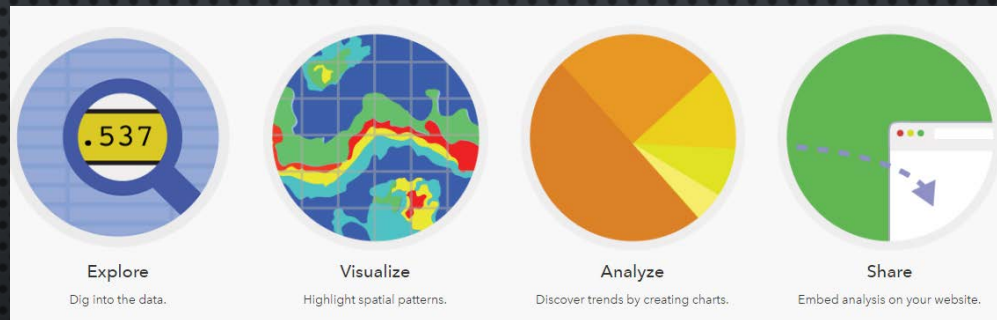 .537
Explore
Dig into the data.
Visualize
Highlight spatial patterns.
Analyze
Discover trends by creating charts.
Share
Embed analysis on your website.